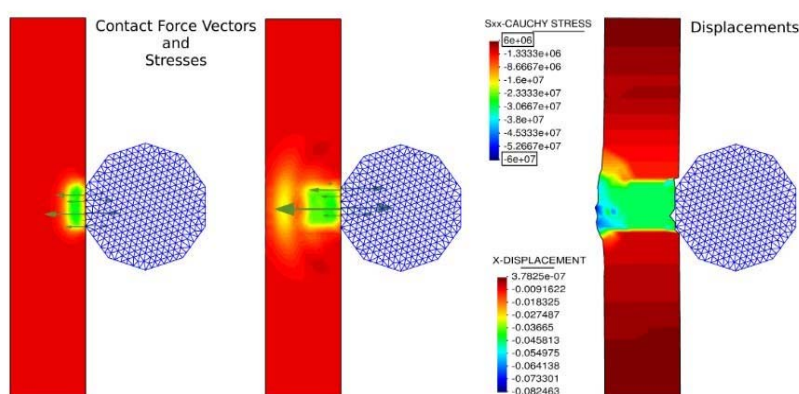 Contact Force Vectors
and
Stresses
Sxx-CAUCHY STRESS
6e+06
-1.3333e+06
-8.6667e+06
-1.6e+07
-2.3333e+07
-3.0667e+07
-3.8e+07
-4.5333e+07
-5.2667e+07
-6e+07
Displacements
X-DISPLACEMENT
3.7825e-07
-0.0091622
-0.018325
-0.027487
-0.03665
-0.045813
-0.054975
-0.064138
-0.073301
-0.082463